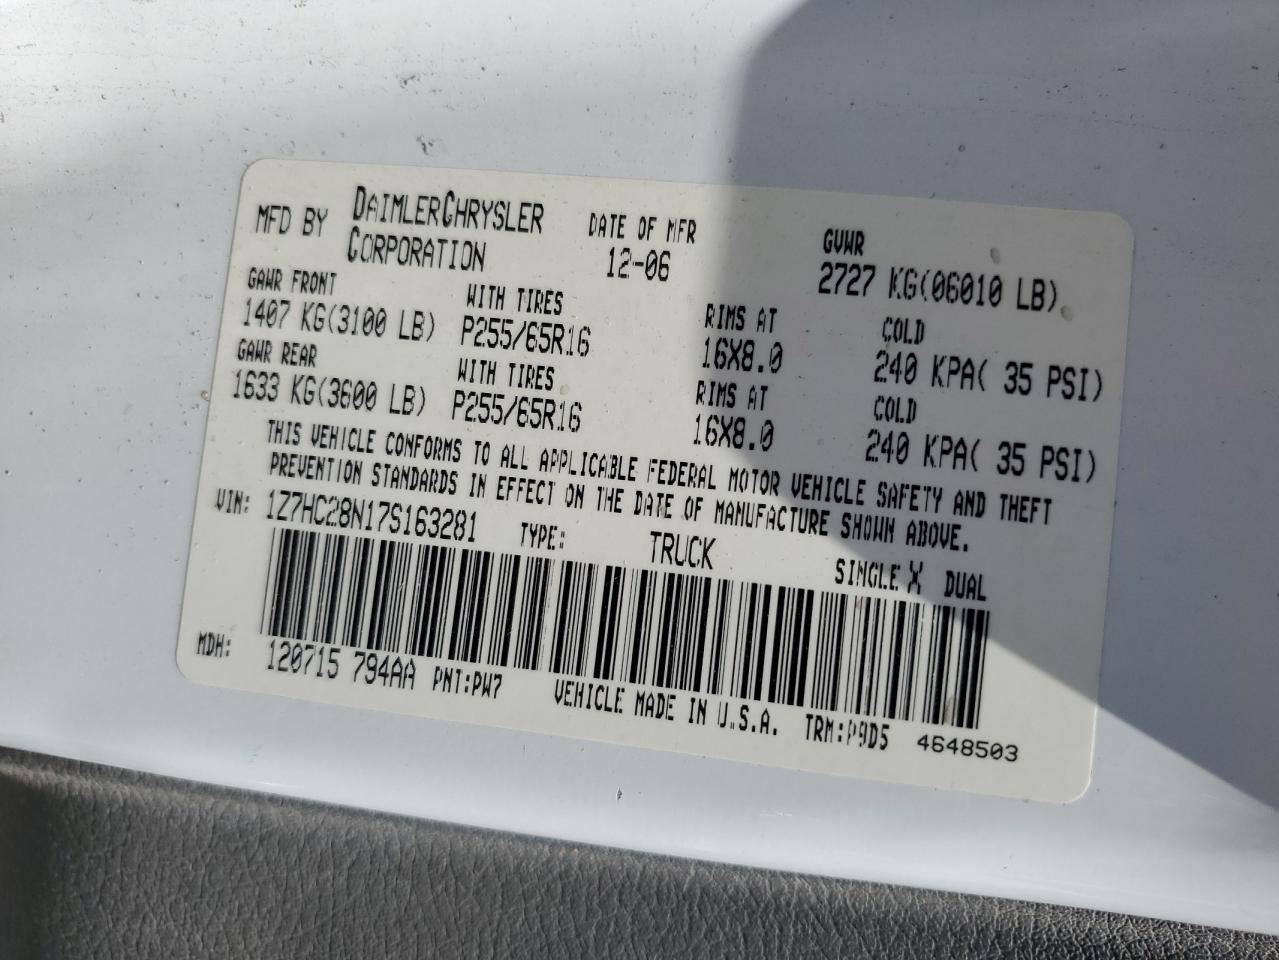 MFD BY DAIMLERCHRYSLER CORPORATION DATE OF MFR 12-06 GVWR 2727 KG(06010 LB)
GAWR FRONT WITH TIRES RIMS AT COLD
1407 KG(3100 LB) P255/65R16 16X8.0 240 KPA( 35 PSI)
GAWR REAR WITH TIRES RIMS AT COLD
1633 KG(3600 LB) P255/65R16 16X8.0 240 KPA( 35 PSI)
THIS VEHICLE CONFORMS TO ALL APPLICABLE FEDERAL MOTOR VEHICLE SAFETY AND THEFT
PREVENTION STANDARDS IN EFFECT ON THE DATE OF MANUFACTURE SHOWN ABOVE.
VIN: 1Z7HC28N17S163281 TYPE: TRUCK SINGLE X DUAL
MDH: 120715 794AA PNT:PW7 VEHICLE MADE IN U.S.A. TRM:P9D5 4648503